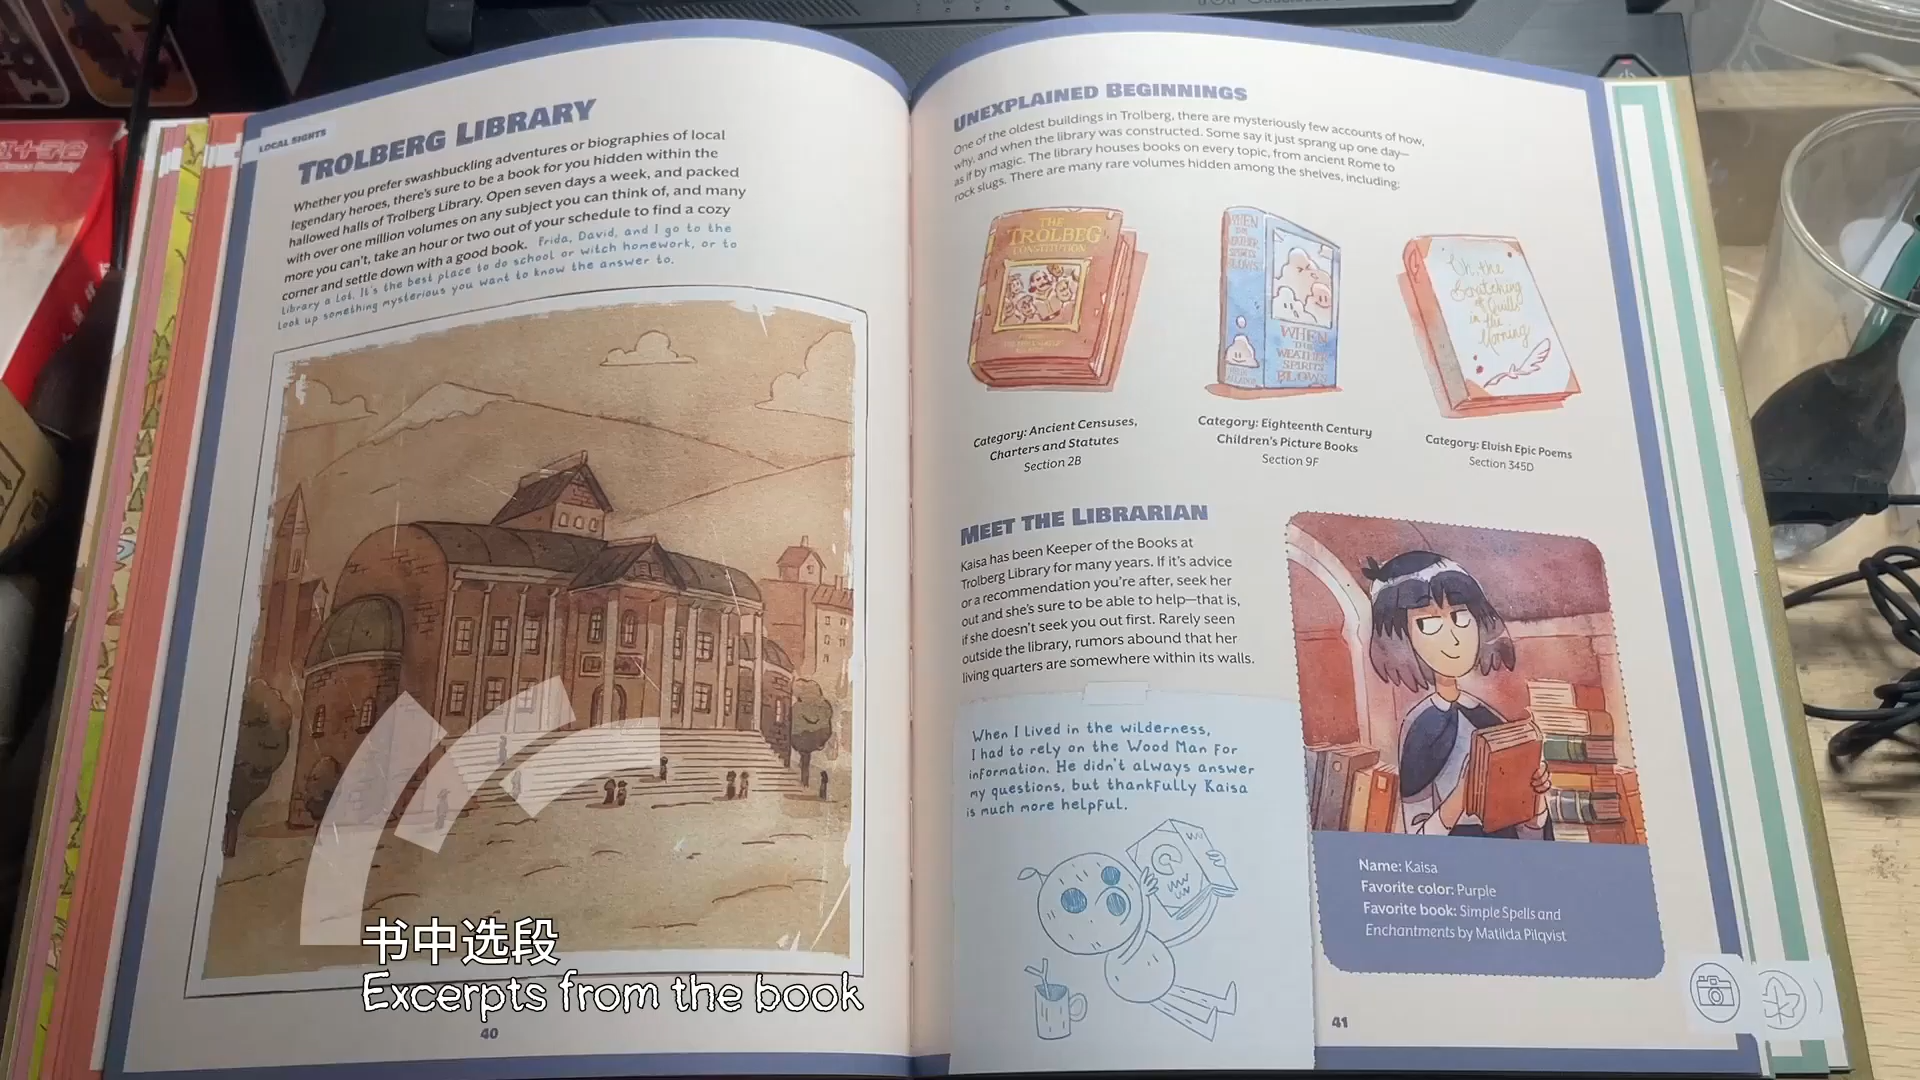 LOCAL SIGHTS
TROLBERG LIBRARY
Whether you prefer swashbuckling adventures or biographies of local
legendary heroes, there's sure to be a book for you hidden within the
hallowed halls of Trolberg Library. Open seven days a week, and packed
with over one million volumes on any subject you can think of, and many
more you can't, take an hour or two out of your schedule to find a cozy
corner and settle down with a good book. Frida, David, and I go to the
library a lot. It's the best place to do school or witch homework, or to
look up something mysterious you want to know the answer to.
书中选段
Excerpts from the book
40
UNEXPLAINED BEGINNINGS
One of the oldest buildings in Trolberg, there are mysteriously few accounts of how,
why, and when the library was constructed. Some say it just sprang up one day—
as if by magic. The library houses books on every topic, from ancient Rome to
rock slugs. There are many rare volumes hidden among the shelves, including:
THE
TROLBEG
CONSTITUTION
WHEN
THE
WEATHER
SPIRITS
BLOWS
WHEN
THE
WEATHER
SPIRITS
BLOWS
Oh, the
Scratching
of Quills
in the
Morning
Category: Ancient Censuses,
Charters and Statutes
Section 2B
Category: Eighteenth Century
Children's Picture Books
Section 9F
Category: Elvish Epic Poems
Section 345D
MEET THE LIBRARIAN
Kaisa has been Keeper of the Books at
Trolberg Library for many years. If it's advice
or a recommendation you're after, seek her
out and she's sure to be able to help—that is,
if she doesn't seek you out first. Rarely seen
outside the library, rumors abound that her
living quarters are somewhere within its walls.
When I lived in the wilderness,
I had to rely on the Wood Man for
information. He didn't always answer
my questions, but thankfully Kaisa
is much more helpful.
Name: Kaisa
Favorite color: Purple
Favorite book: Simple Spells and
Enchantments by Matilda Pilqvist
41